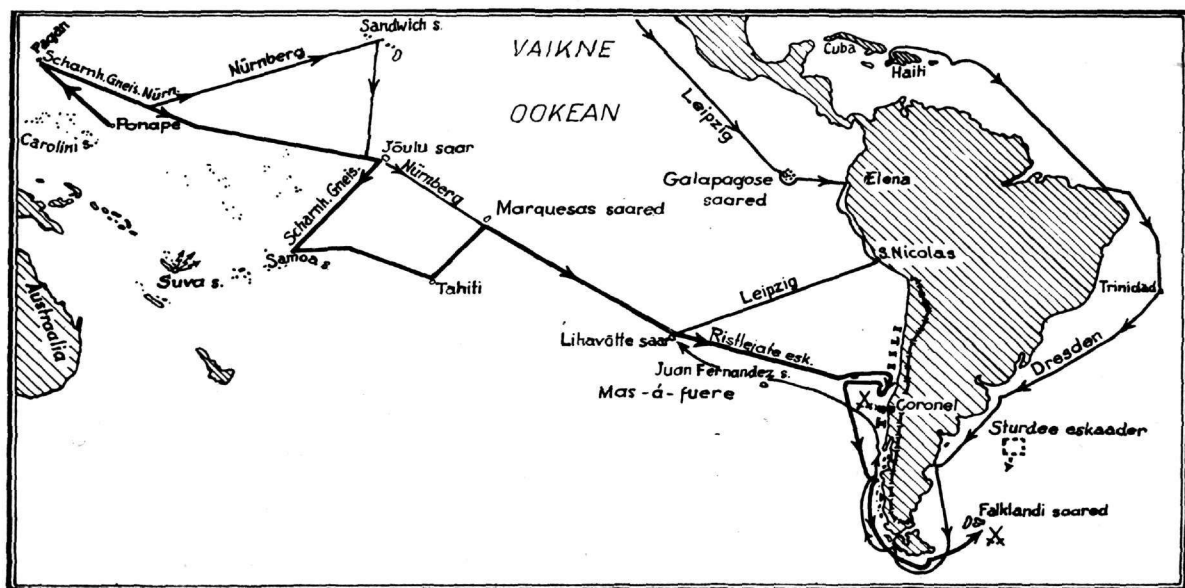 Sandwich s.
VAIKNE
OOKEAN
Cuba
Haiti
Pagan
Scharnh. Gneis. Nürn.
Nürnberg
Ponape
Carolini s.
Leipzig
Jõulu saar
Nürnberg
Galapagose
saared
Elena
Scharnh. Gneis.
Marquesas saared
Samoa s.
Suva s.
Tahiti
S. Nicolas
Trinidad
Austraalia
Leipzig
Lihavõtte saar
Ristlejate esk.
Dresden
Juan Fernandez s.
Mas-á-fuere
Coronel
Sturdee eskaader
Falklandi saared